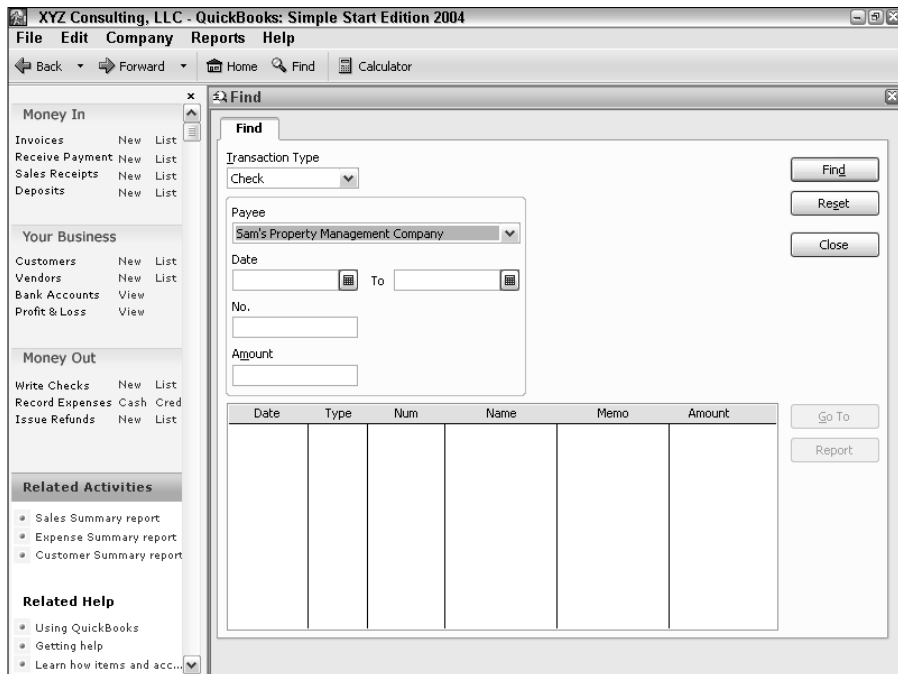 XYZ Consulting, LLC - QuickBooks: Simple Start Edition 2004
File Edit Company Reports Help
Back Forward Home Find Calculator
Money In
Invoices New List
Receive Payment New List
Sales Receipts New List
Deposits New List
Your Business
Customers New List
Vendors New List
Bank Accounts View
Profit & Loss View
Money Out
Write Checks New List
Record Expenses Cash Cred
Issue Refunds New List
Related Activities
Sales Summary report
Expense Summary report
Customer Summary report
Related Help
Using QuickBooks
Getting help
Learn how items and acc...
Find
Find
Transaction Type
Check
Payee
Sam's Property Management Company
Date
To
No.
Amount
Find
Reset
Close
Date Type Num Name Memo Amount
Go To
Report